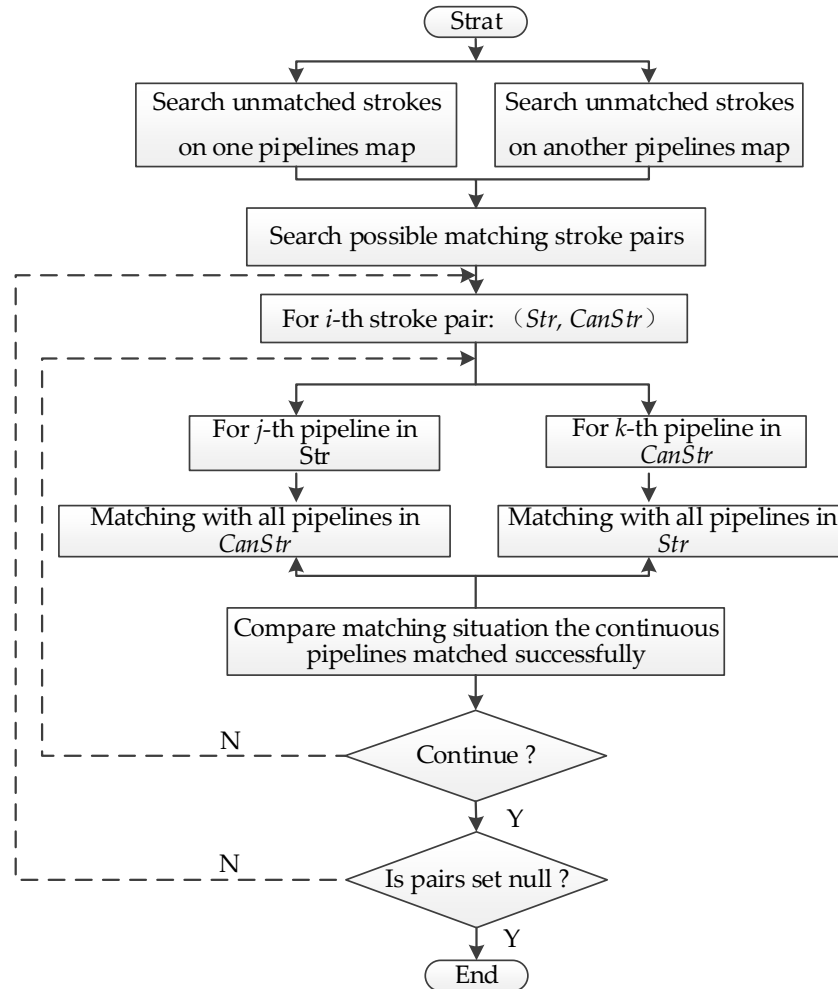 Strat
Search unmatched strokes
on one pipelines map
Search unmatched strokes
on another pipelines map
Search possible matching stroke pairs
For i-th stroke pair: （Str, CanStr）
For j-th pipeline in
Str
For k-th pipeline in
CanStr
Matching with all pipelines in
CanStr
Matching with all pipelines in
Str
Compare matching situation the continuous
pipelines matched successfully
N
Continue ?
Y
N
Is pairs set null ?
Y
End